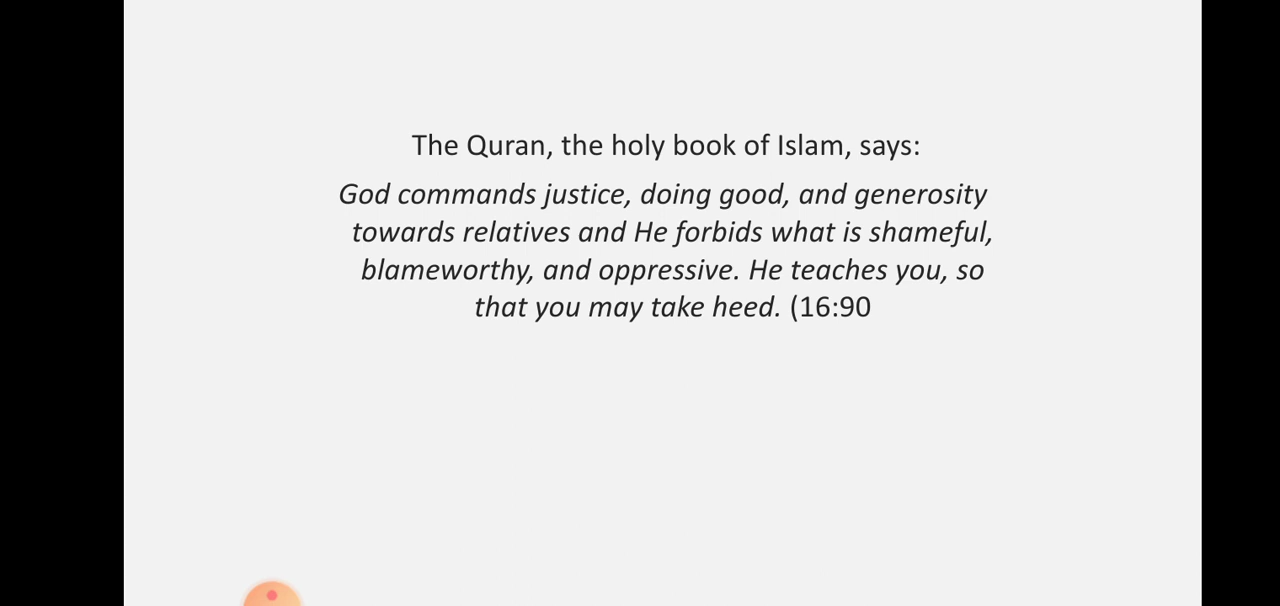 The Quran, the holy book of Islam, says:
God commands justice, doing good, and generosity
towards relatives and He forbids what is shameful,
blameworthy, and oppressive. He teaches you, so
that you may take heed. (16:90